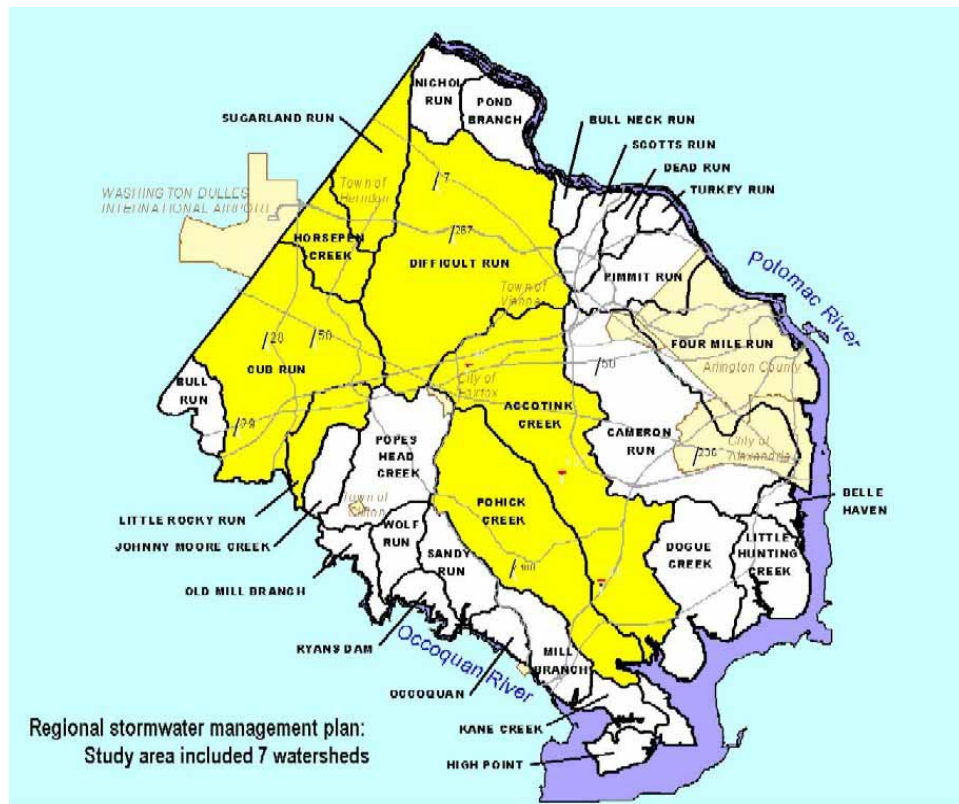 NICHOL
RUN
POND
BRANCH
SUGARLAND RUN
BULL NECK RUN
SCOTTS RUN
DEAD RUN
TURKEY RUN
WASHINGTON DULLES
INTERNATIONAL AIRPORT
Town of
Herndon
7
267
HORSEPEN
CREEK
DIFFICULT RUN
PIMMIT RUN
Potomac River
Town of
Vienna
28
50
CUB RUN
FOUR MILE RUN
Arlington County
50
BULL
RUN
City of
Fairfax
ACCOTINK
CREEK
29
POPES
HEAD
CREEK
CAMERON
RUN
City of
Alexandria
236
POHICK
CREEK
BELLE
HAVEN
LITTLE ROCKY RUN
Town of
Clifton
JOHNNY MOORE CREEK
WOLF
RUN
SANDY
RUN
DOGUE
CREEK
LITTLE
HUNTING
CREEK
OLD MILL BRANCH
RYANS DAM
Occoquan River
OCCOQUAN
MILL
BRANCH
KANE CREEK
HIGH POINT
Regional stormwater management plan:
Study area included 7 watersheds